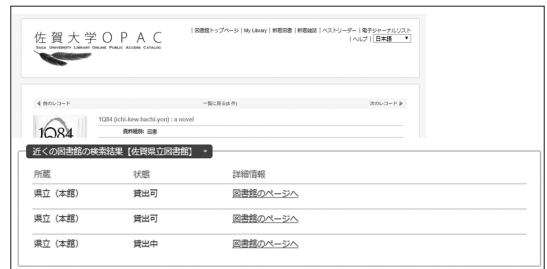 佐賀大学OPAC
SAGA UNIVERSITY LIBRARY ONLINE PUBLIC ACCESS CATALOG
| 図書館トップページ | My Library | 新着図書 | 新着雑誌 | ベストリーダー | 電子ジャーナルリスト
| ヘルプ | 日本語
前のレコード 一覧に戻る(8 件) 次のレコード
1Q84
1Q84 (ichi-kew-hachi-yon) : a novel
資料種別: 図書
近くの図書館の検索結果【佐賀県立図書館】
所蔵 状態 詳細情報
県立（本館） 貸出可 図書館のページへ
県立（本館） 貸出可 図書館のページへ
県立（本館） 貸出中 図書館のページへ